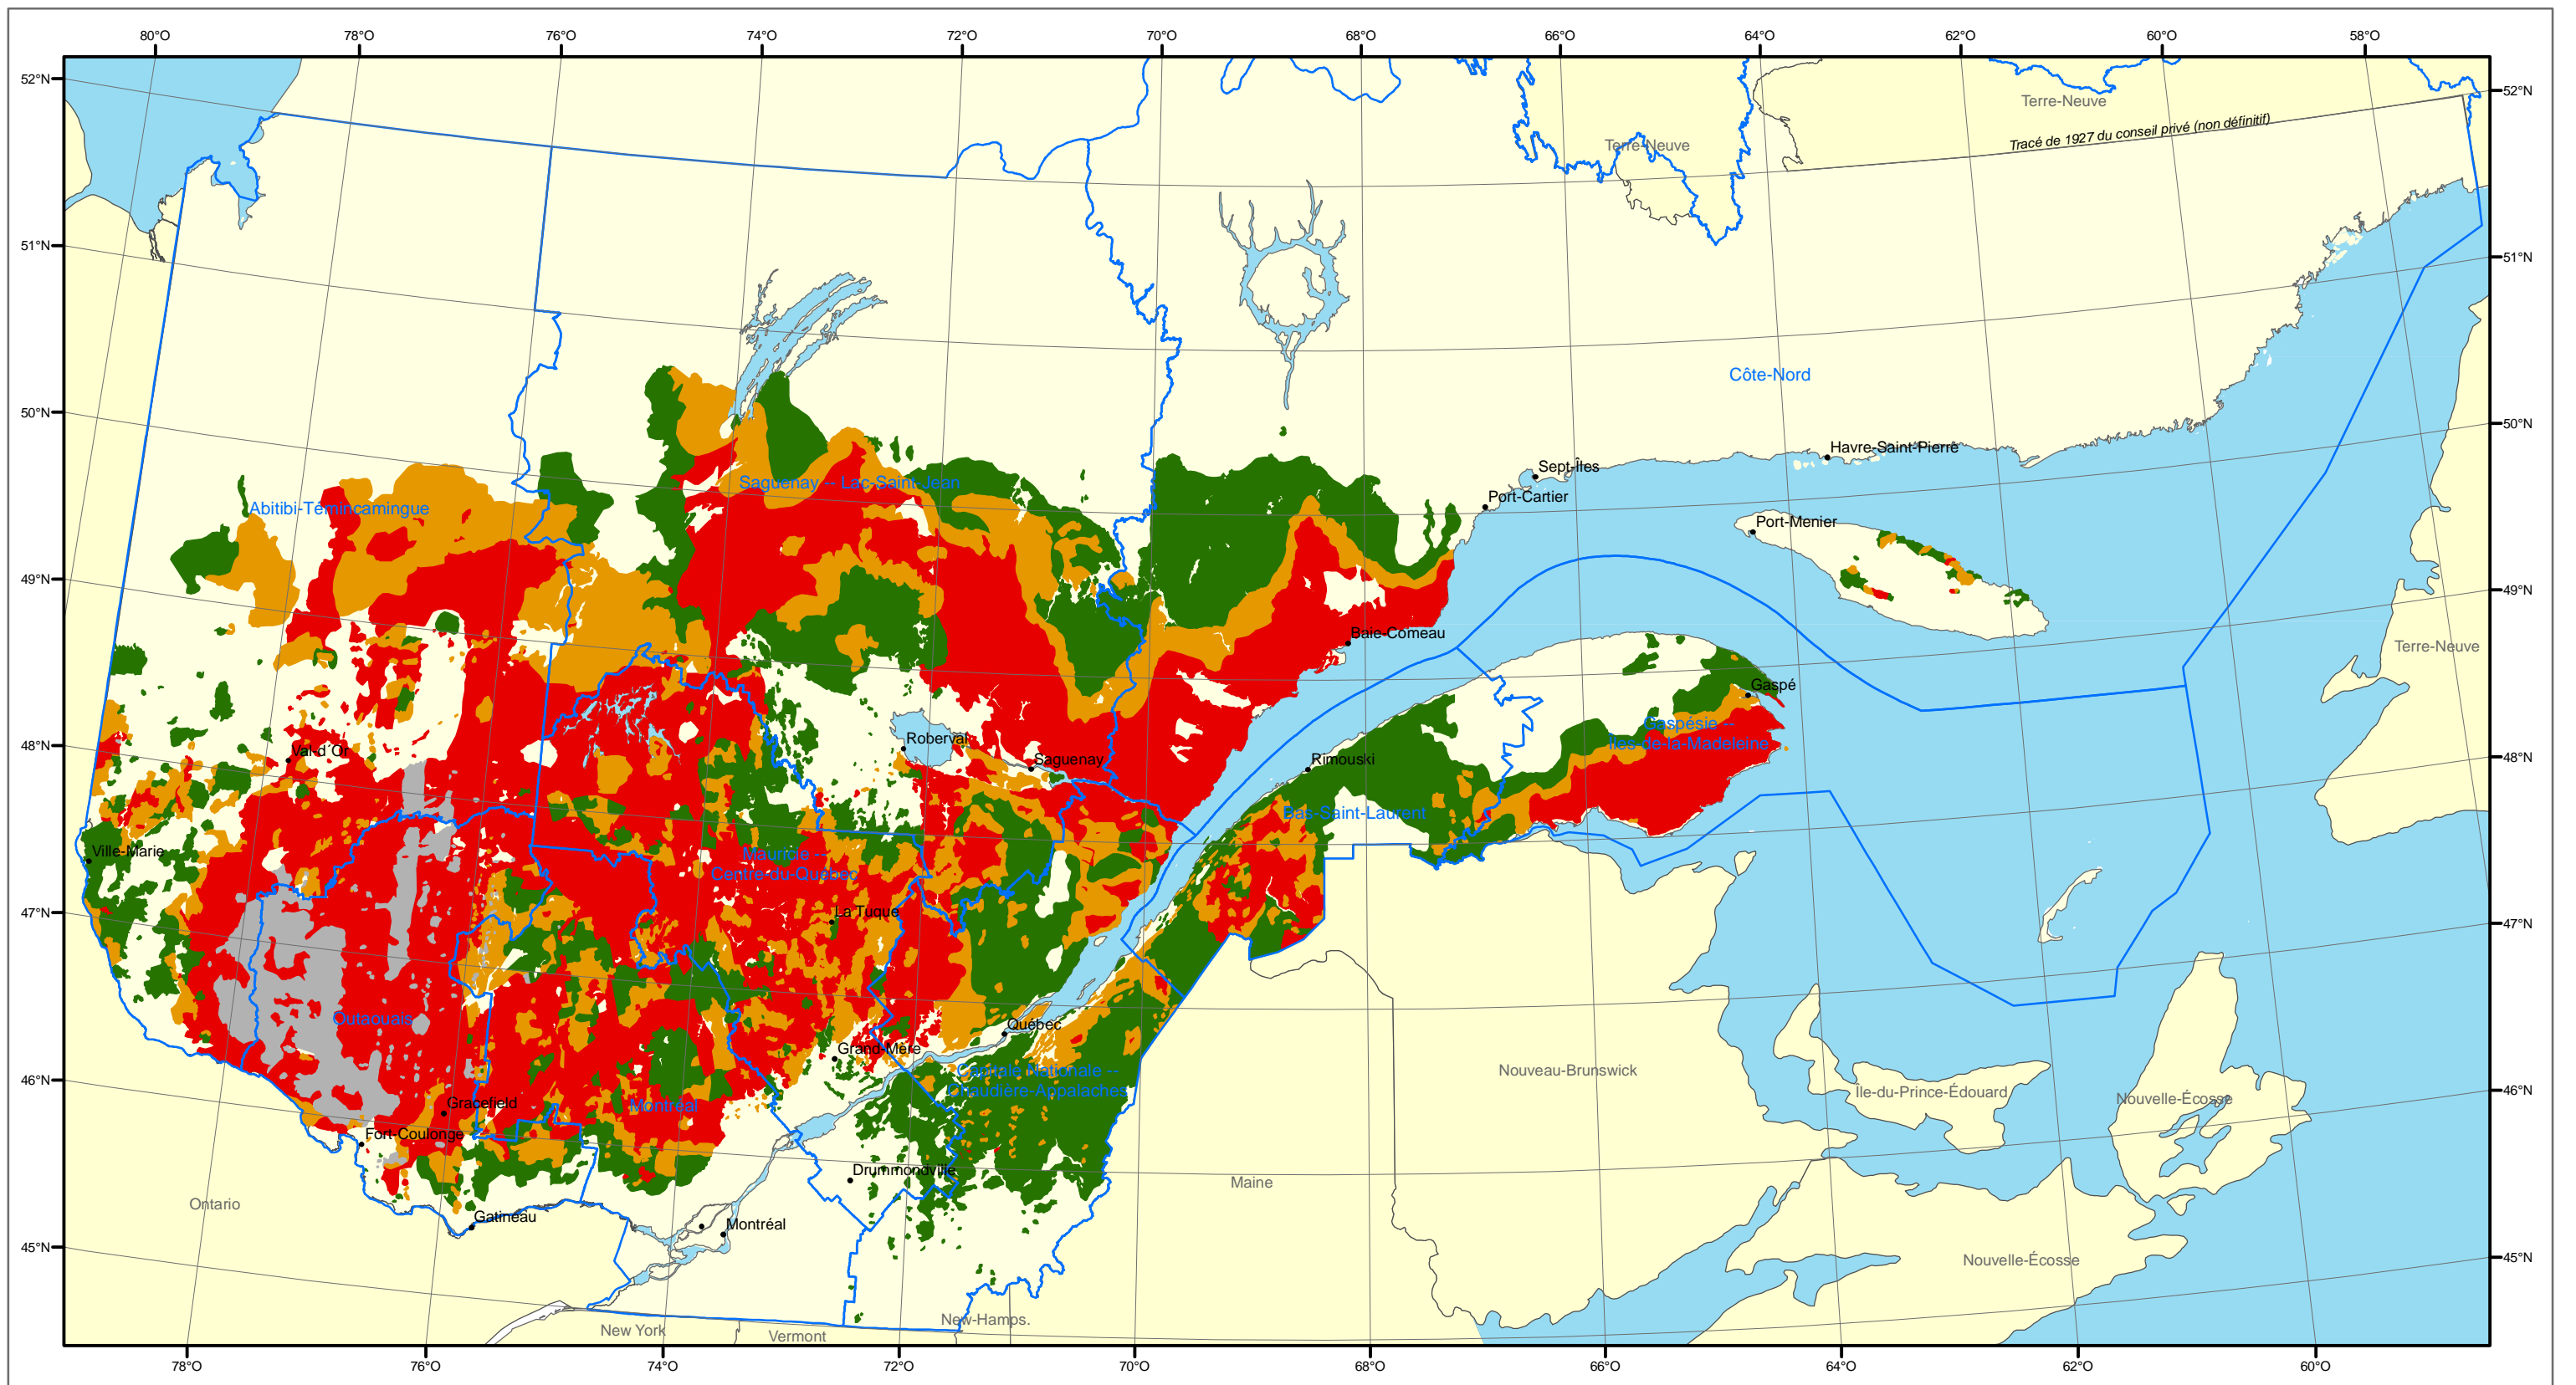 80°O 78°O 76°O 74°O 72°O 70°O 68°O 66°O 64°O 62°O 60°O 58°O
52°N
52°N
Terre-Neuve
Tracé de 1927 du conseil privé (non définitif)
Terre-Neuve
51°N
51°N
Côte-Nord
50°N
50°N
Havre-Saint-Pierre
Sept-Îles
Port-Cartier
Saguenay -- Lac-Saint-Jean
Abitibi-Témincamingue
Port-Menier
49°N
49°N
Baie-Comeau
Terre-Neuve
Gaspé
Gaspésie --
Îles-de-la-Madeleine
Roberval
48°N
48°N
Val-d´Or
Saguenay
Rimouski
Bas-Saint-Laurent
Ville-Marie
Mauricie --
Centre-du-Québec
La Tuque
47°N
47°N
Outaouais
Québec
Grand-Mère
Capitale Nationale --
Chaudière-Appalaches
Nouveau-Brunswick
46°N
46°N
Île-du-Prince-Édouard
Nouvelle-Écosse
Gracefield
Montréal
Fort-Coulonge
Drummondville
Maine
Ontario
Gatineau
Montréal
45°N
45°N
Nouvelle-Écosse
New-Hamps.
New York
Vermont
78°O 76°O 74°O 72°O 70°O 68°O 66°O 64°O 62°O 60°O